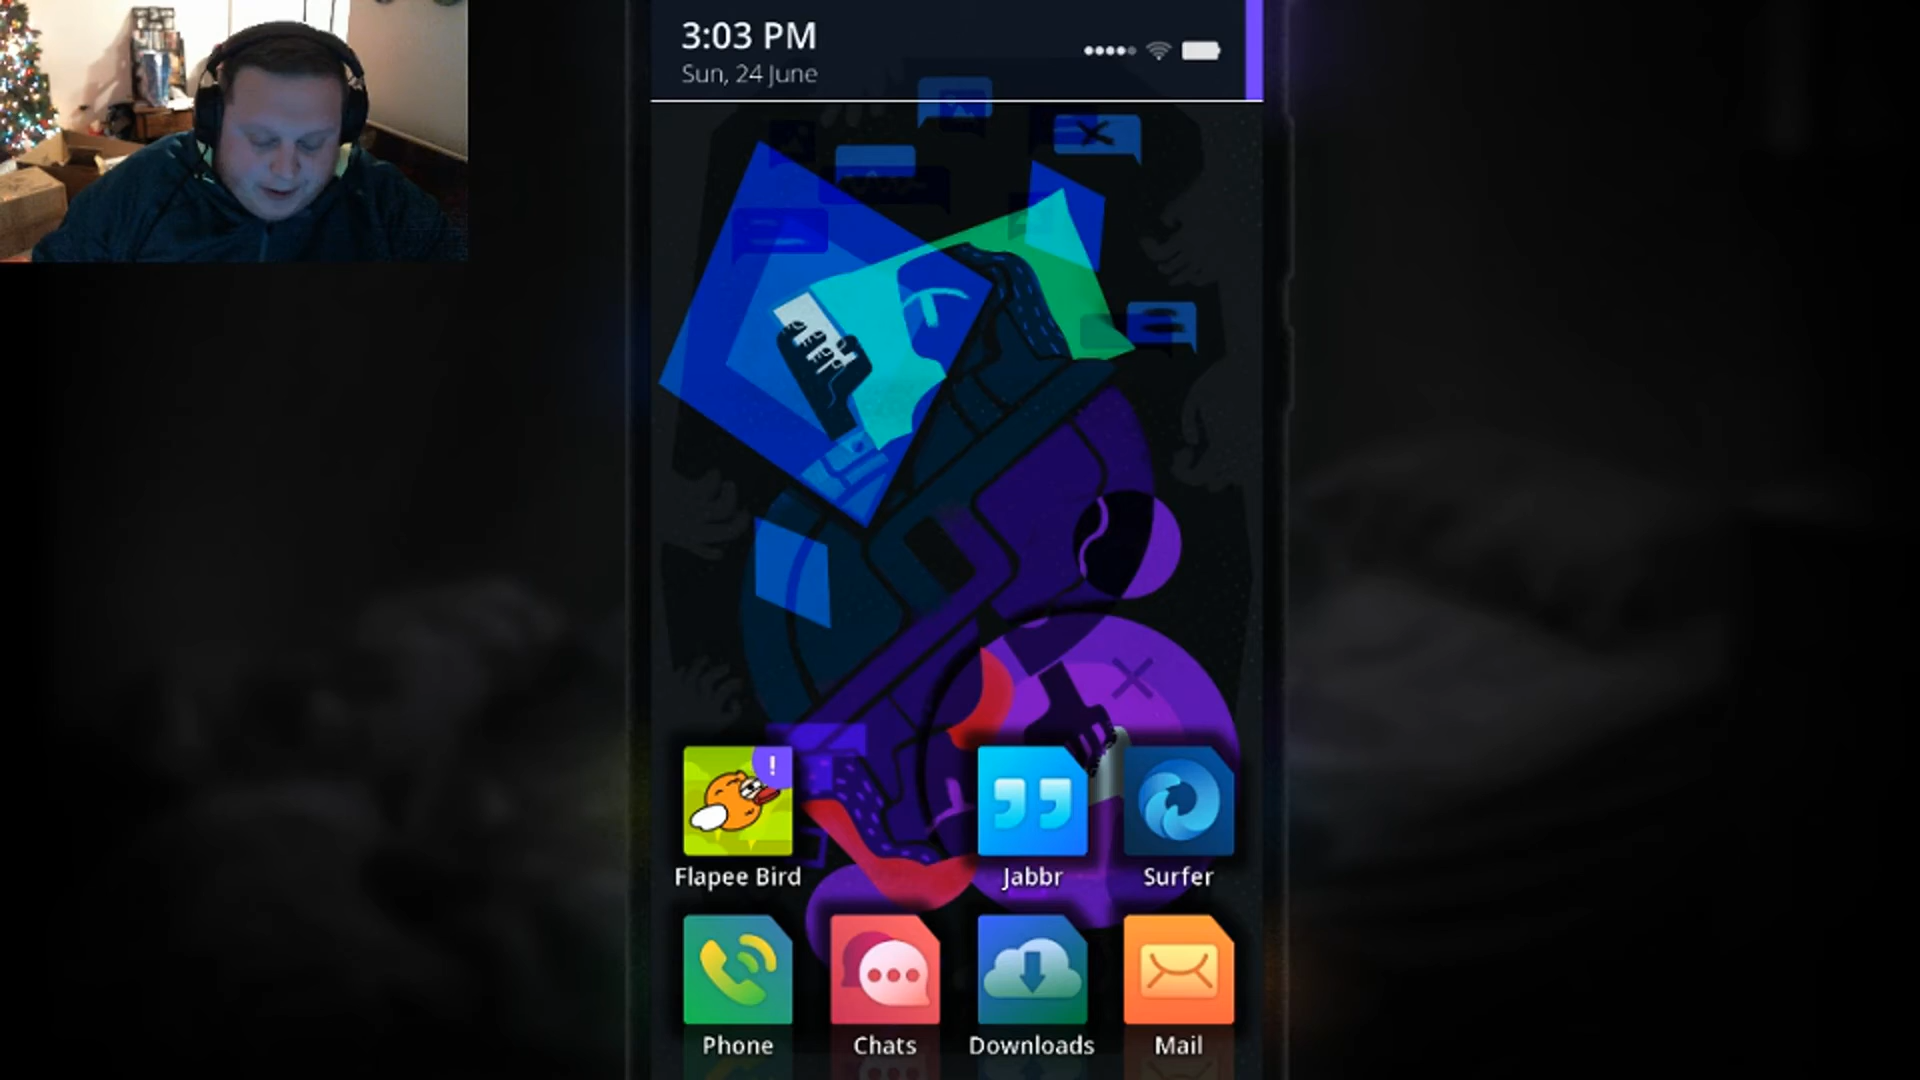 3:03 PM
Sun, 24 June
!
Flapee Bird
Jabbr
Surfer
Phone
Chats
Downloads
Mail